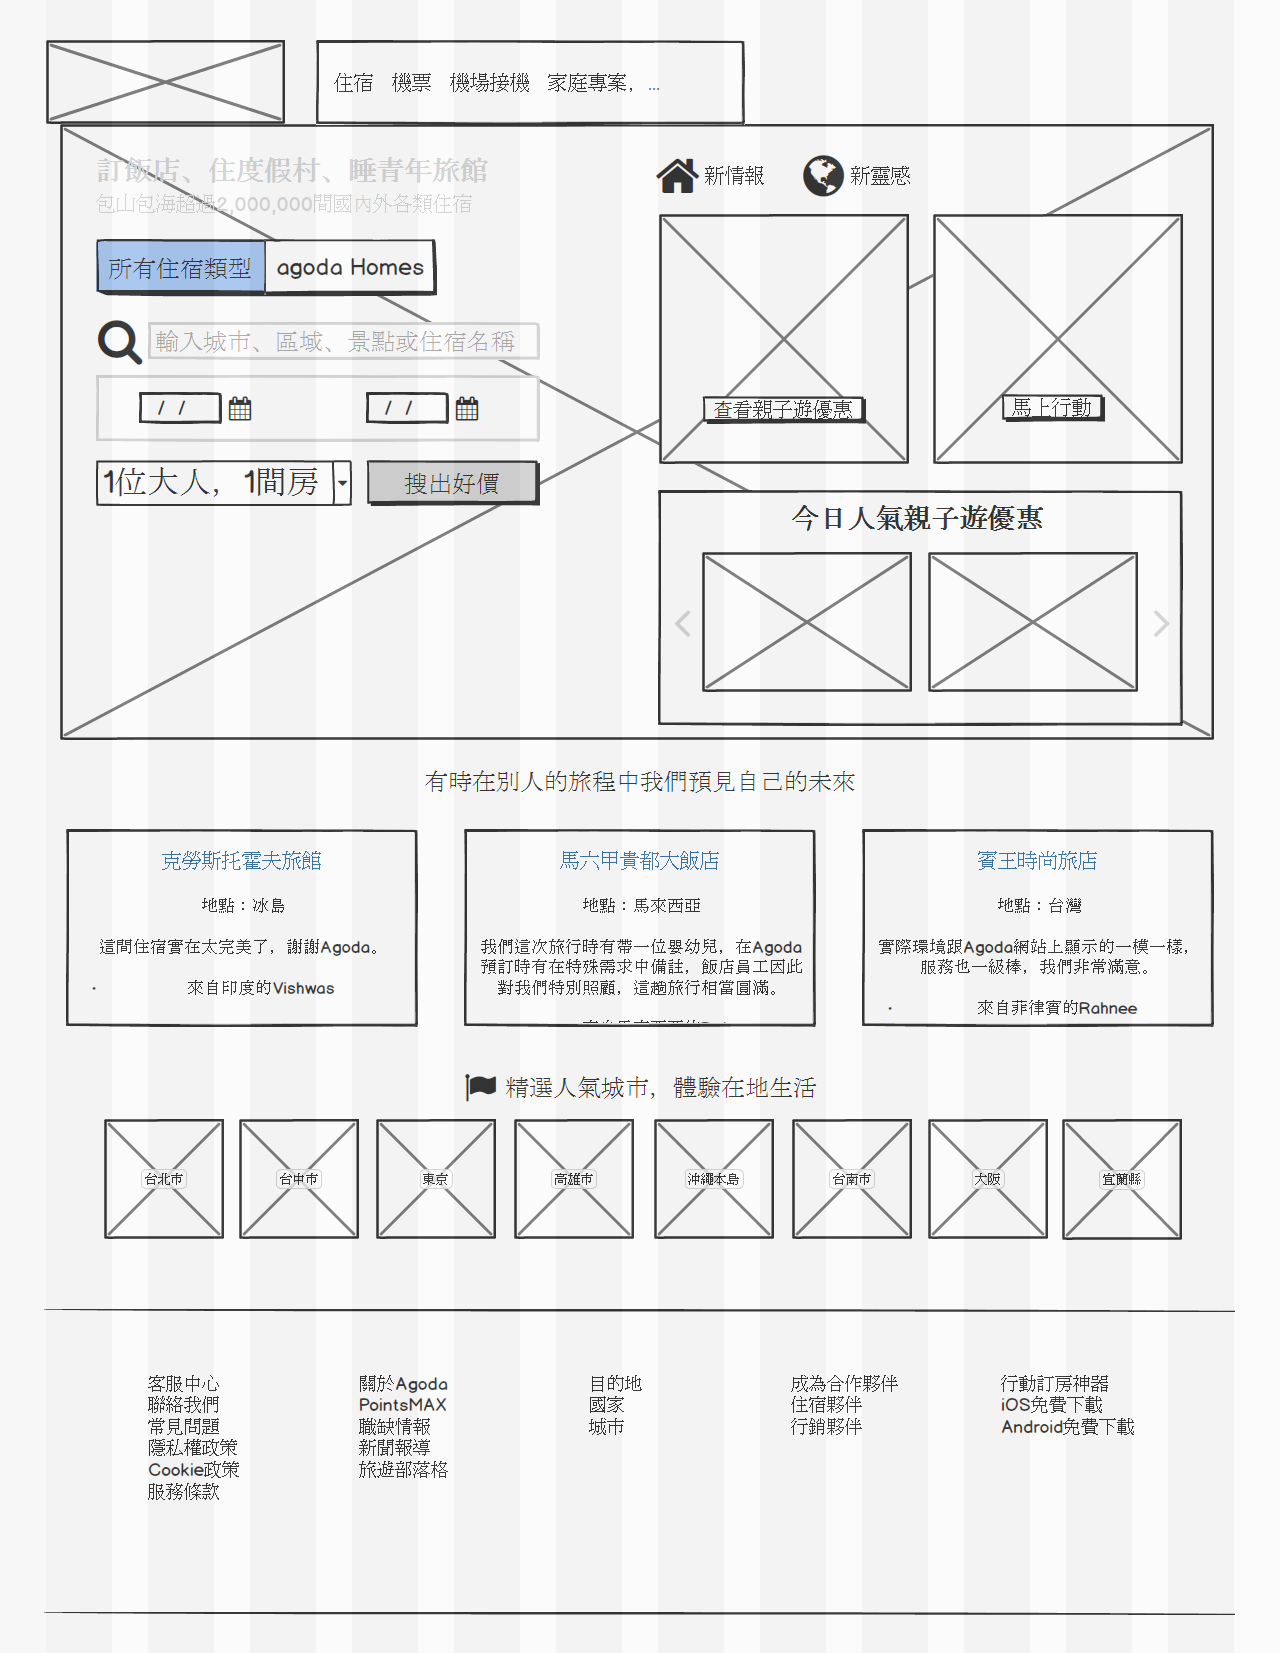 住宿 機票 機場接機 家庭專案，...
訂飯店、住度假村、睡青年旅館
包山包海超過2,000,000間國內外各類住宿
新情報
新靈感
所有住宿類型
agoda Homes
輸入城市、區域、景點或住宿名稱
/ /
/ /
查看親子遊優惠
馬上行動
1位大人，1間房
搜出好價
今日人氣親子遊優惠
有時在別人的旅程中我們預見自己的未來
克勞斯托霍夫旅館
地點：冰島
這間住宿實在太完美了，謝謝Agoda。
· 來自印度的Vishwas
馬六甲貴都大飯店
地點：馬來西亞
我們這次旅行時有帶一位嬰幼兒，在Agoda
預訂時有在特殊需求中備註，飯店員工因此
對我們特別照顧，這趟旅行相當圓滿。
賓王時尚旅店
地點：台灣
實際環境跟Agoda網站上顯示的一模一樣，
服務也一級棒，我們非常滿意。
· 來自菲律賓的Rahnee
精選人氣城市，體驗在地生活
台北市
台中市
東京
高雄市
沖繩本島
台南市
大阪
宜蘭縣
客服中心
聯絡我們
常見問題
隱私權政策
Cookie政策
服務條款
關於Agoda
PointsMAX
職缺情報
新聞報導
旅遊部落格
目的地
國家
城市
成為合作夥伴
住宿夥伴
行銷夥伴
行動訂房神器
iOS免費下載
Android免費下載